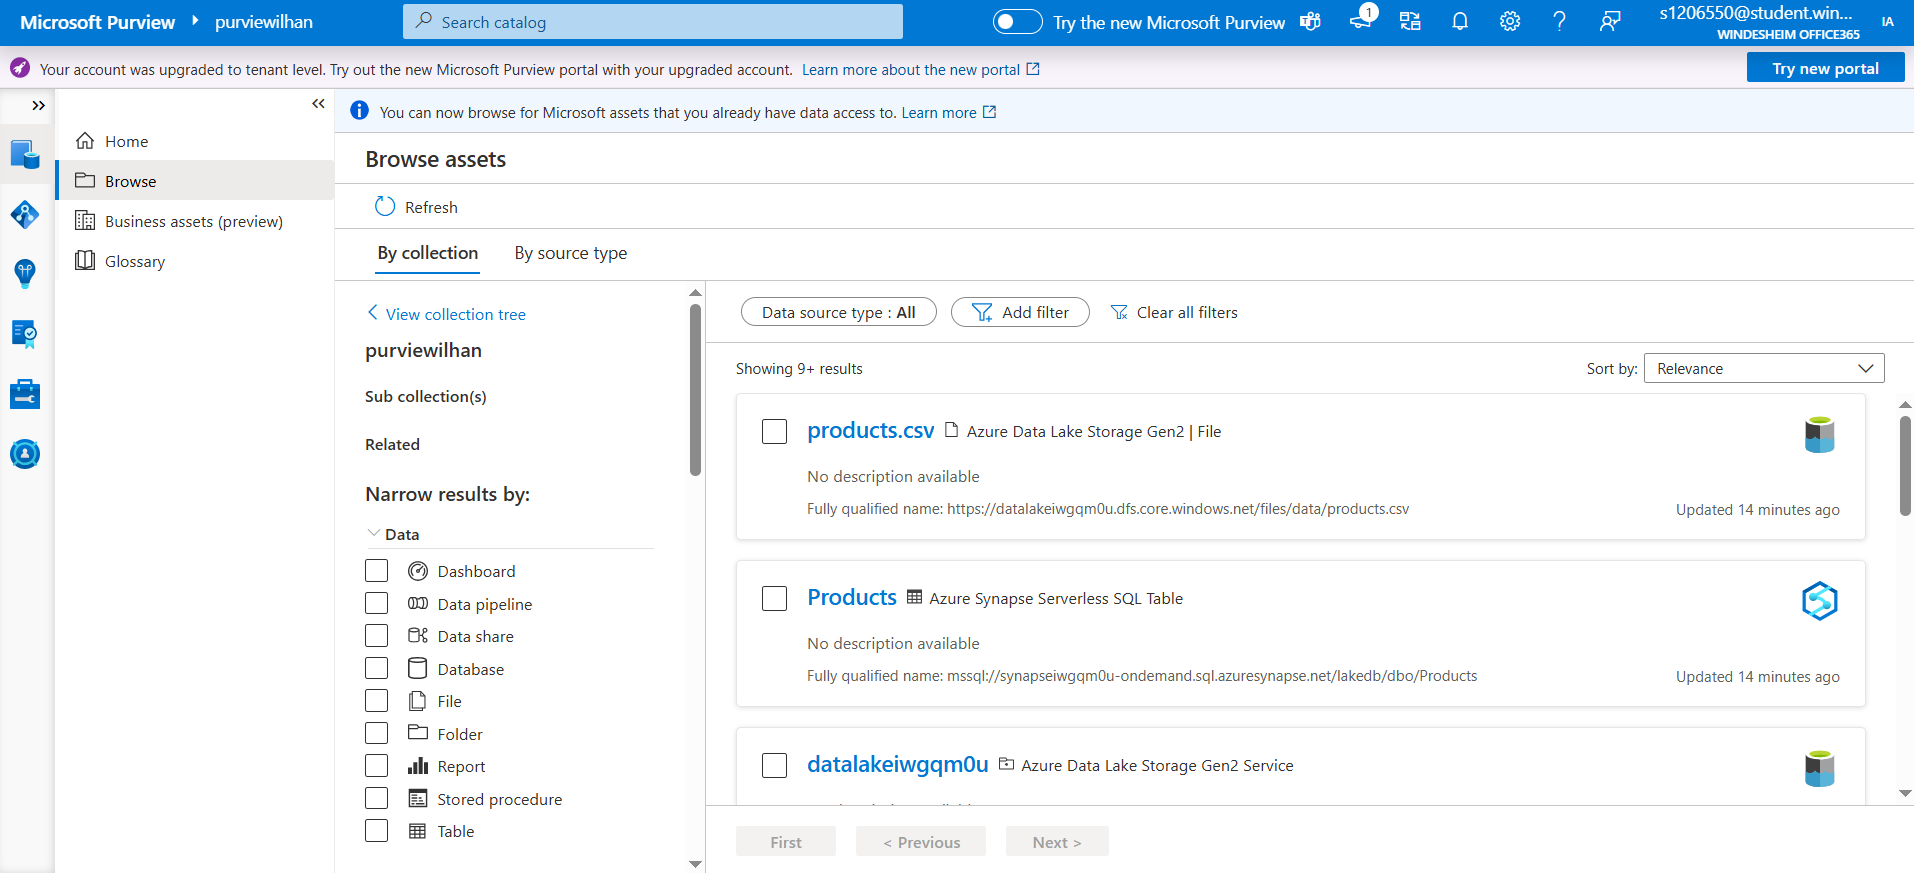 Microsoft Purview
purviewilhan
Search catalog
Try the new Microsoft Purview
1
s1206550@student.win...
WINDESHEIM OFFICE365
IA
Your account was upgraded to tenant level. Try out the new Microsoft Purview portal with your upgraded account. Learn more about the new portal
Try new portal
Home
Browse
Business assets (preview)
Glossary
You can now browse for Microsoft assets that you already have data access to. Learn more
Browse assets
Refresh
By collection
By source type
View collection tree
purviewilhan
Sub collection(s)
Related
Narrow results by:
Data
Dashboard
Data pipeline
Data share
Database
File
Folder
Report
Stored procedure
Table
Data source type : All
Add filter
Clear all filters
Showing 9+ results
Sort by:
Relevance
products.csv Azure Data Lake Storage Gen2 | File
No description available
Fully qualified name: https://datalakeiwgqm0u.dfs.core.windows.net/files/data/products.csv
Updated 14 minutes ago
Products Azure Synapse Serverless SQL Table
No description available
Fully qualified name: mssql://synapseiwgqm0u-ondemand.sql.azuresynapse.net/lakedb/dbo/Products
Updated 14 minutes ago
datalakeiwgqm0u Azure Data Lake Storage Gen2 Service
First
< Previous
Next >